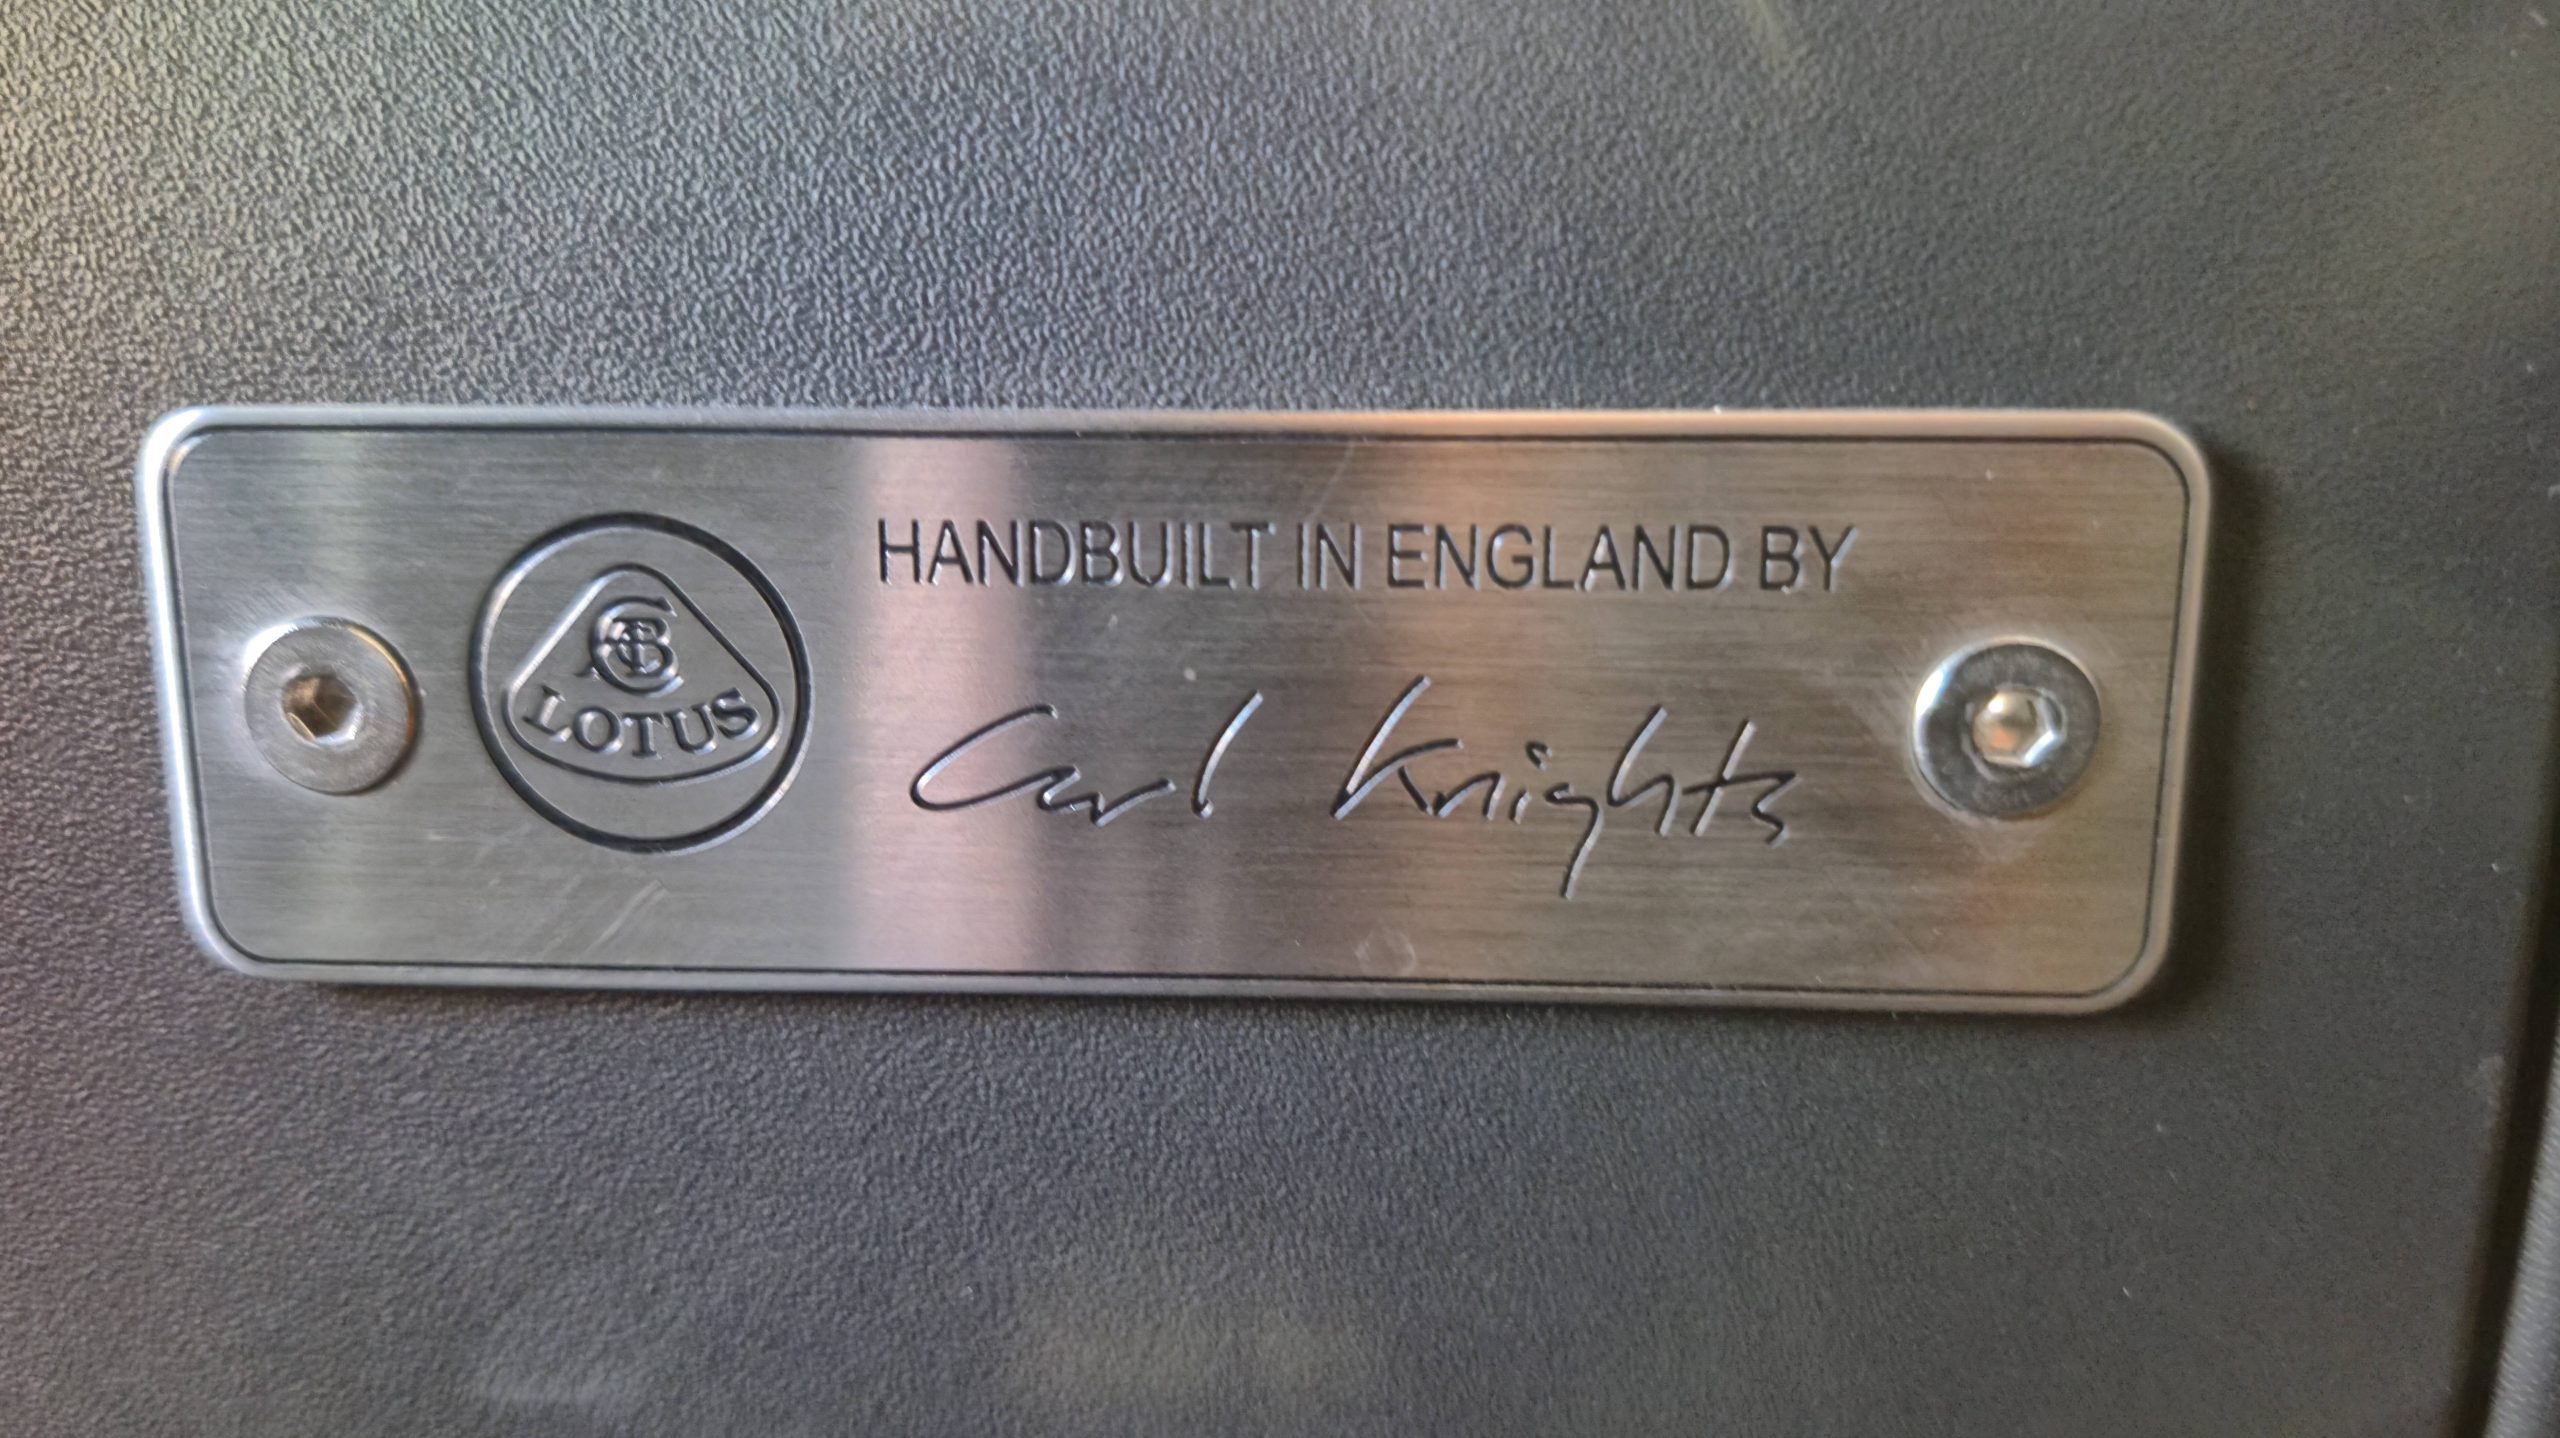 HANDBUILT IN ENGLAND BY
LOTUS
Carl Knights